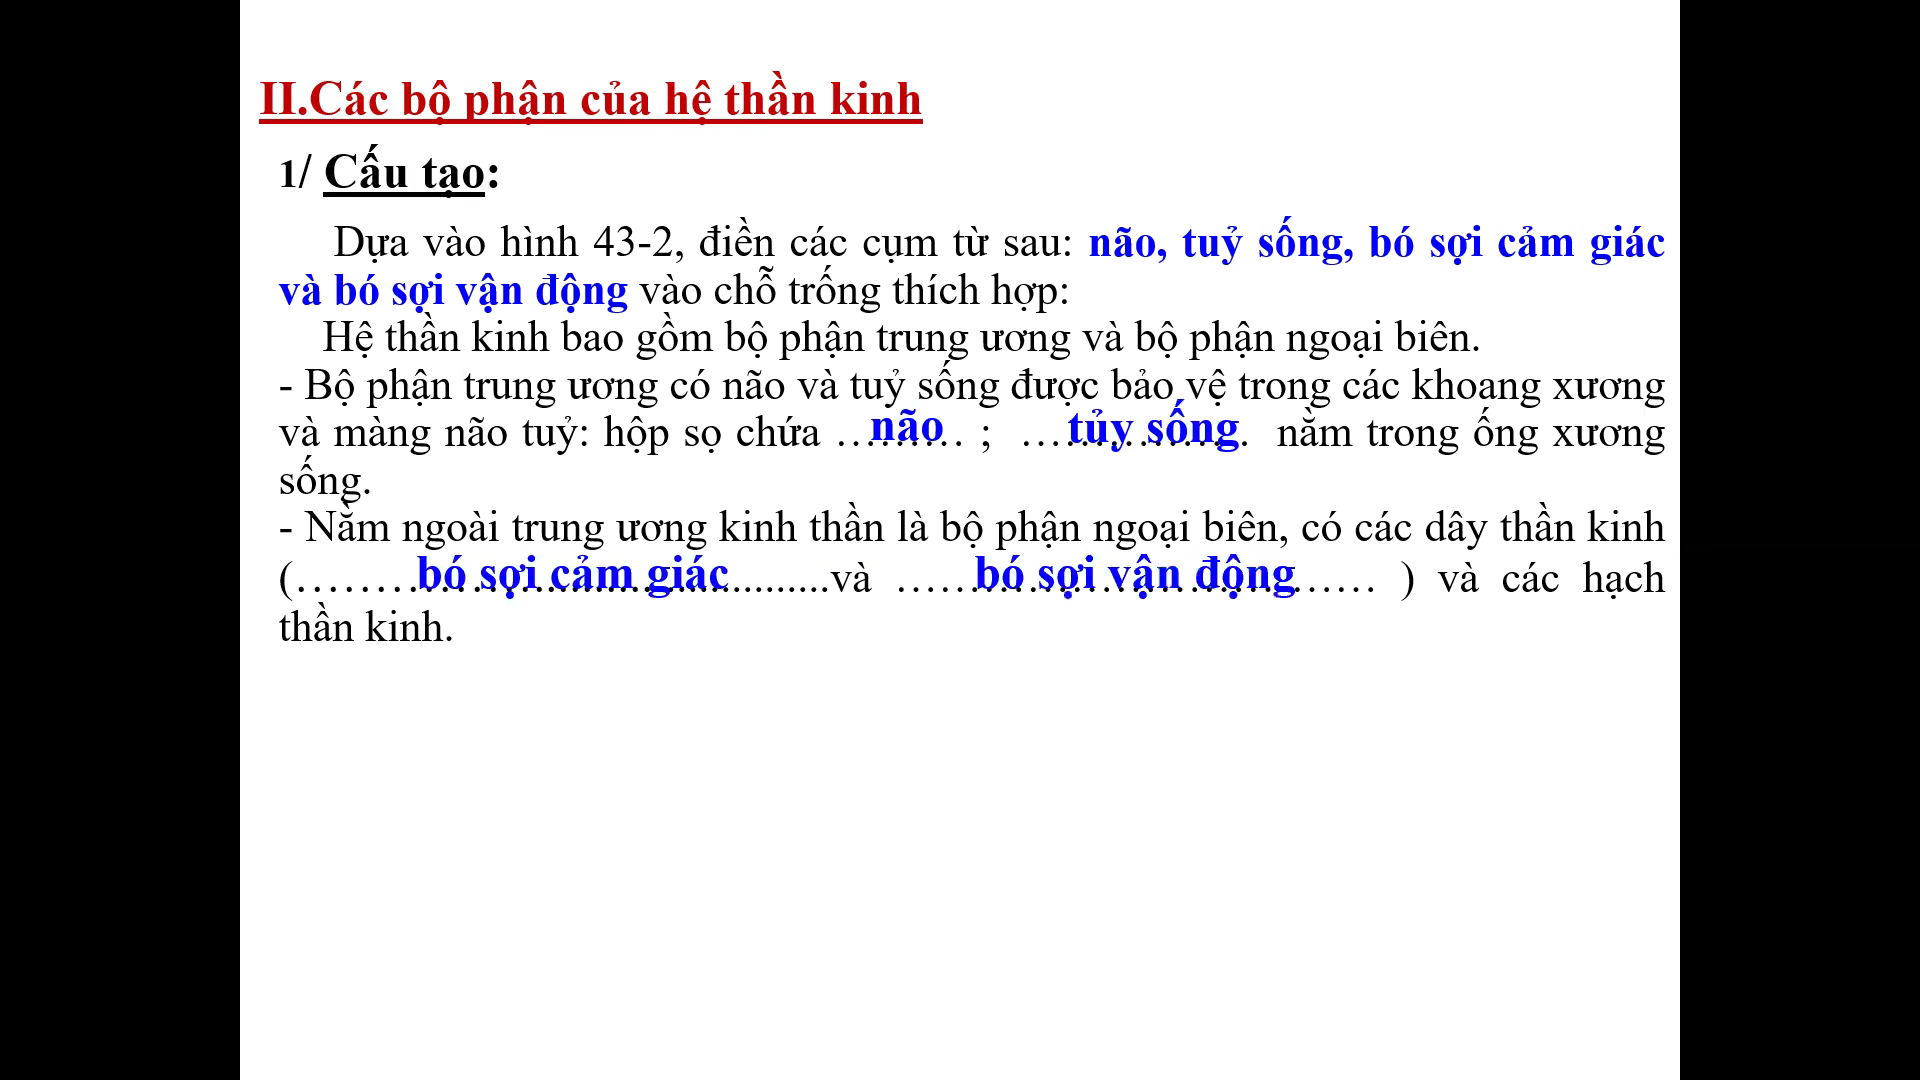 II.Các bộ phận của hệ thần kinh
1/ Cấu tạo:
Dựa vào hình 43-2, điền các cụm từ sau: não, tuỷ sống, bó sợi cảm giác
và bó sợi vận động vào chỗ trống thích hợp:
Hệ thần kinh bao gồm bộ phận trung ương và bộ phận ngoại biên.
- Bộ phận trung ương có não và tuỷ sống được bảo vệ trong các khoang xương
và màng não tuỷ: hộp sọ chứa …não…. ; …tủy sống…. nằm trong ống xương
sống.
- Nằm ngoài trung ương kinh thần là bộ phận ngoại biên, có các dây thần kinh
(……bó sợi cảm giác..........và ……bó sợi vận động…… ) và các hạch
thần kinh.